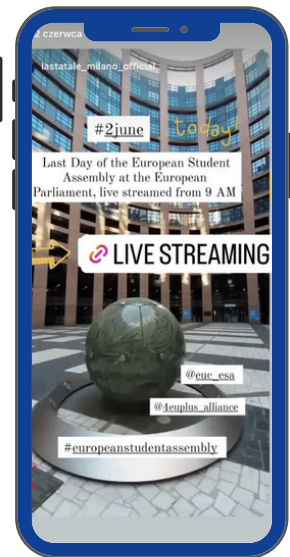 2 czerwca
lastatale_milano_official
#2june
today!
Last Day of the European Student
Assembly at the European
Parliament, live streamed from 9 AM
LIVE STREAMING
@euc_esa
@4euplus_alliance
#europeanstudentassembly